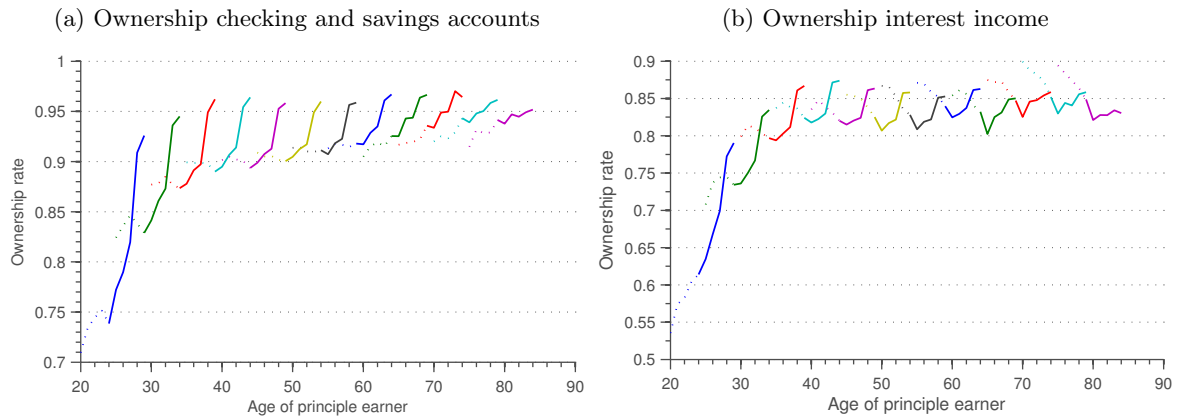 (a) Ownership checking and savings accounts
1
0.95
0.9
0.85
0.8
0.75
0.7
Ownership rate
20 30 40 50 60 70 80 90
Age of principle earner
(b) Ownership interest income
0.9
0.85
0.8
0.75
0.7
0.65
0.6
0.55
0.5
Ownership rate
20 30 40 50 60 70 80 90
Age of principle earner